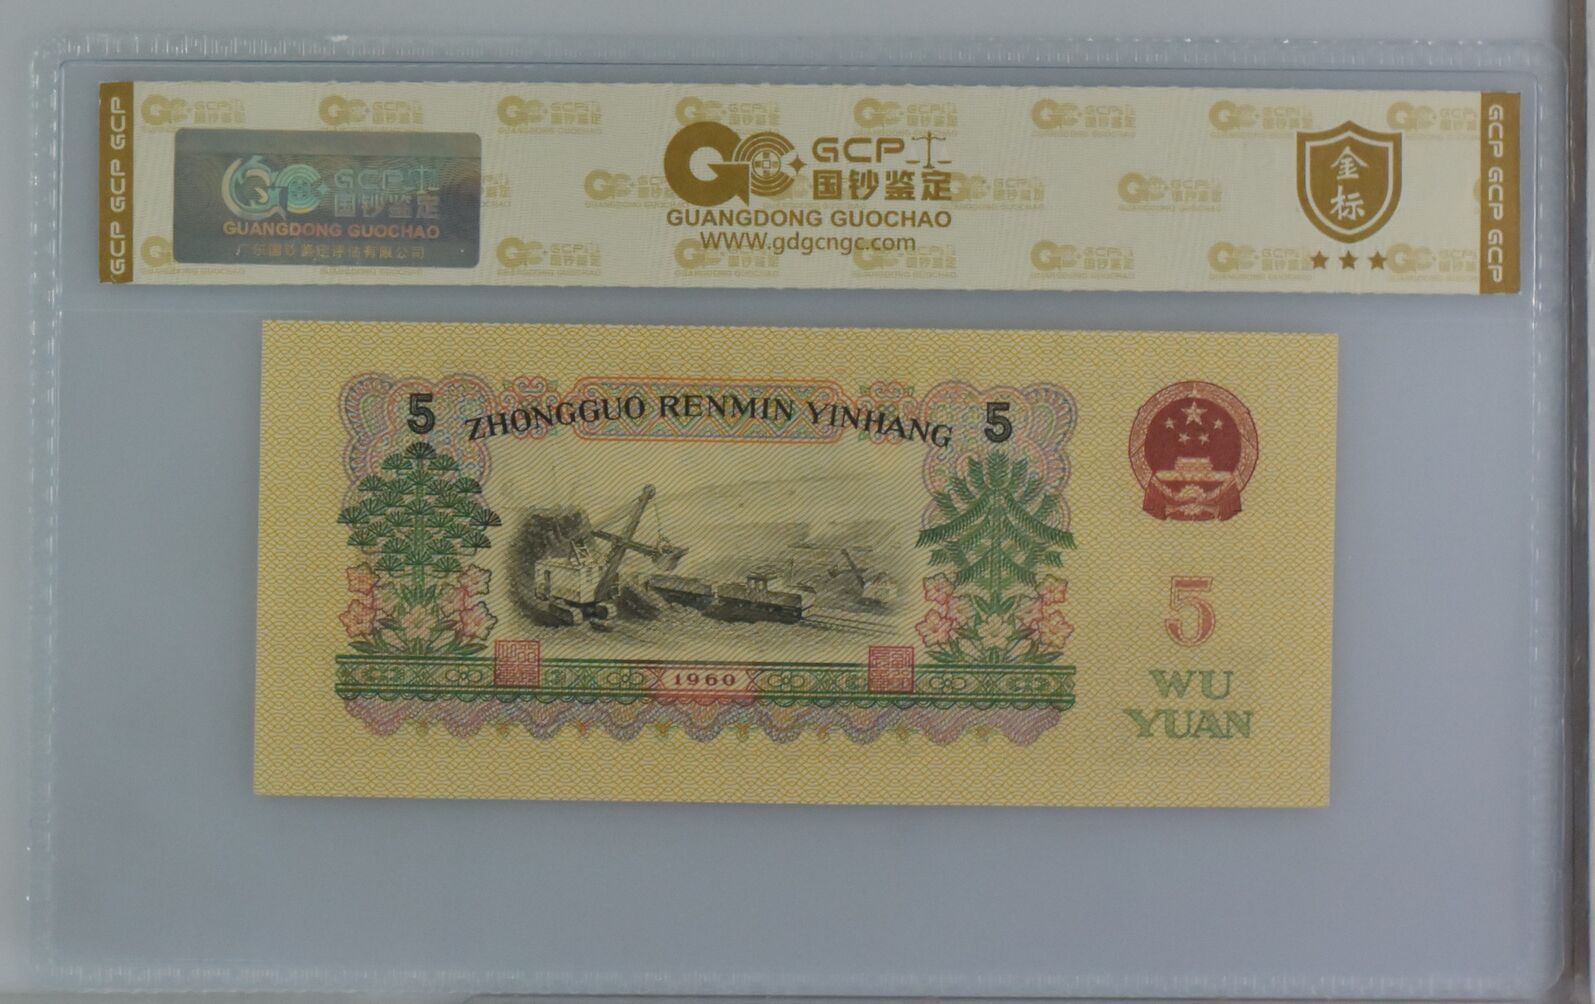 GCP GCP GCP
GCP
国钞鉴定
GUANGDONG GUOCHAO
广东国钞鉴定评估有限公司
GCP
国钞鉴定
GUANGDONG GUOCHAO
WWW.gdgcngc.com
金标
GCP GCP GCP
5 ZHONGGUO RENMIN YINHANG 5
1960
5
WU
YUAN